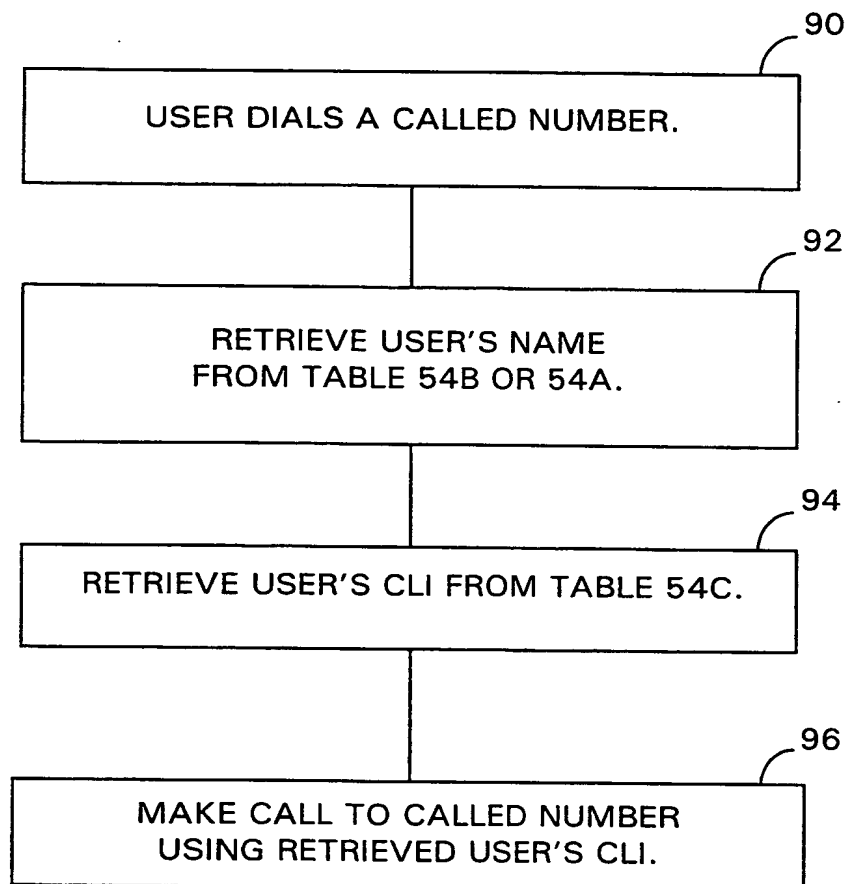 90
USER DIALS A CALLED NUMBER.
92
RETRIEVE USER'S NAME
FROM TABLE 54B OR 54A.
94
RETRIEVE USER'S CLI FROM TABLE 54C.
96
MAKE CALL TO CALLED NUMBER
USING RETRIEVED USER'S CLI.